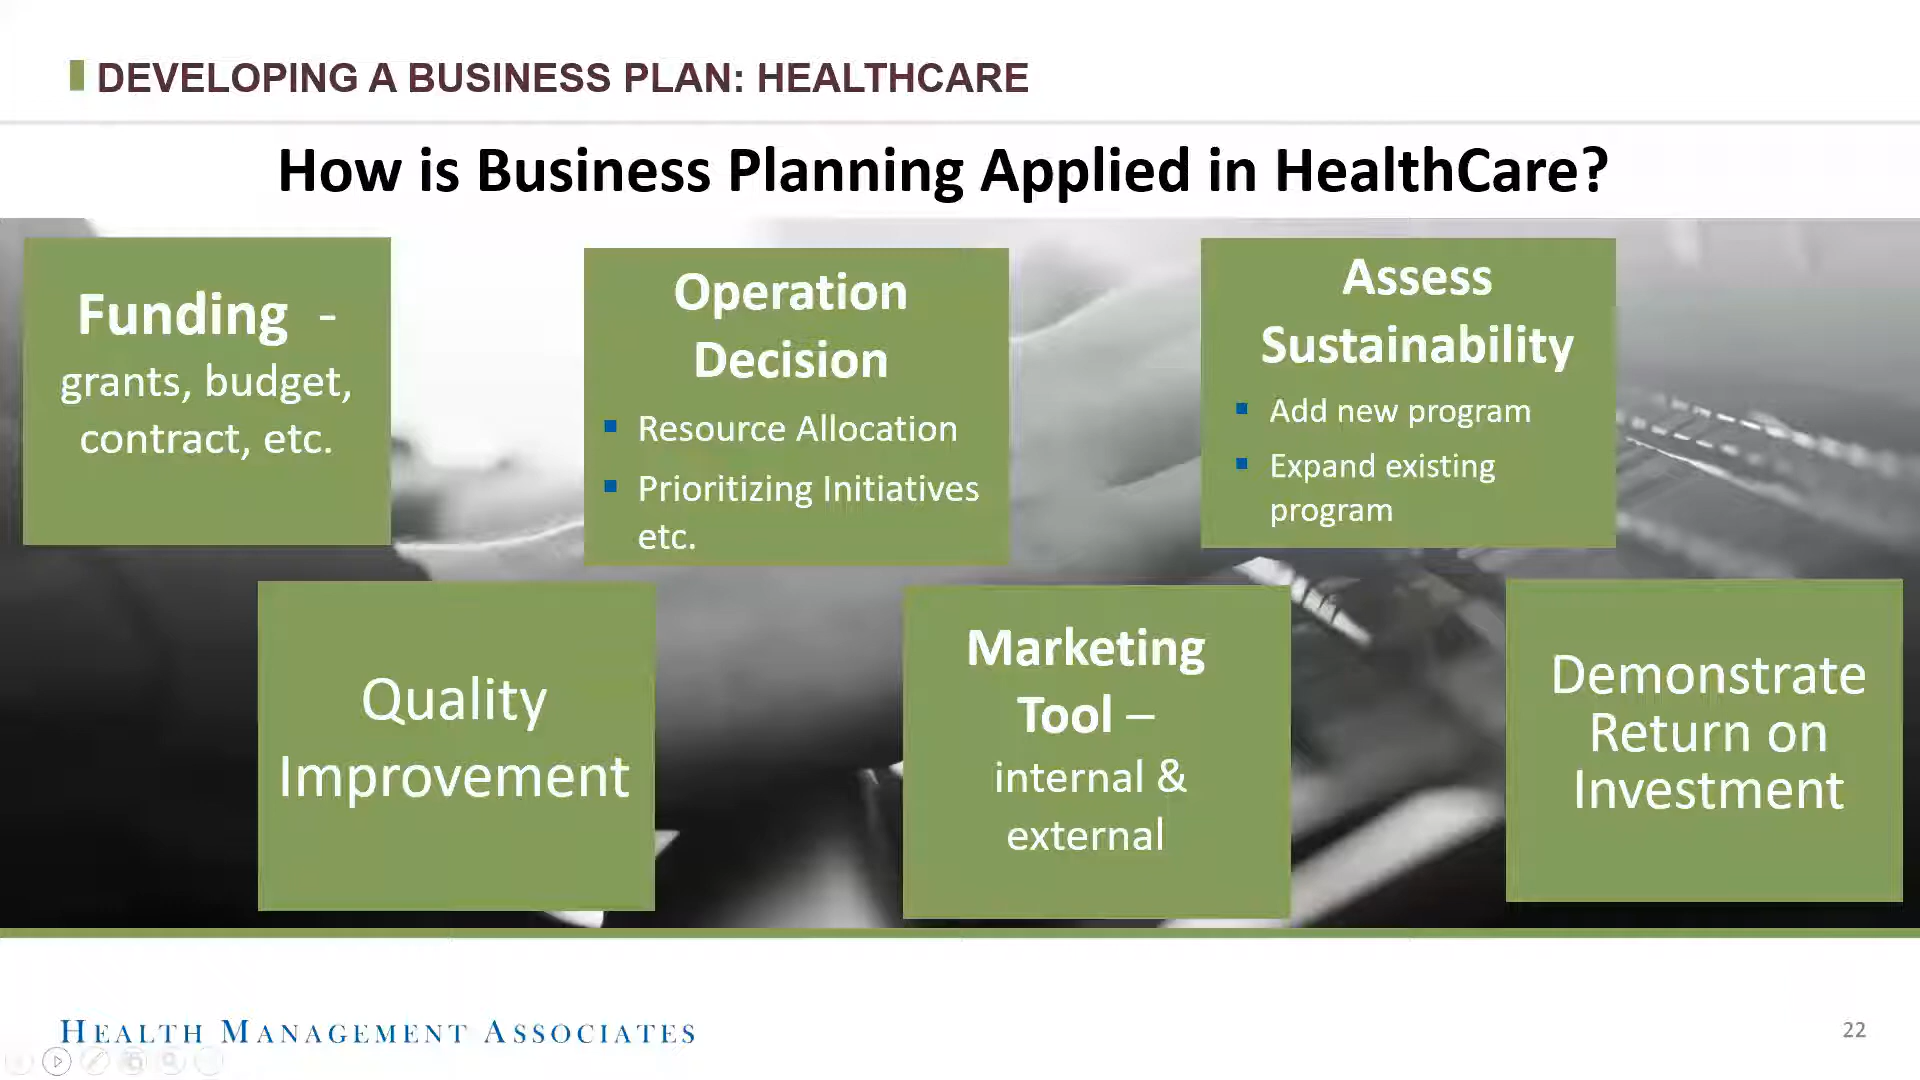 DEVELOPING A BUSINESS PLAN: HEALTHCARE
How is Business Planning Applied in HealthCare?
Funding -
grants, budget,
contract, etc.
Operation
Decision
Resource Allocation
Prioritizing Initiatives
etc.
Assess
Sustainability
Add new program
Expand existing
program
Quality
Improvement
Marketing
Tool –
internal &
external
Demonstrate
Return on
Investment
HEALTH MANAGEMENT ASSOCIATES
22